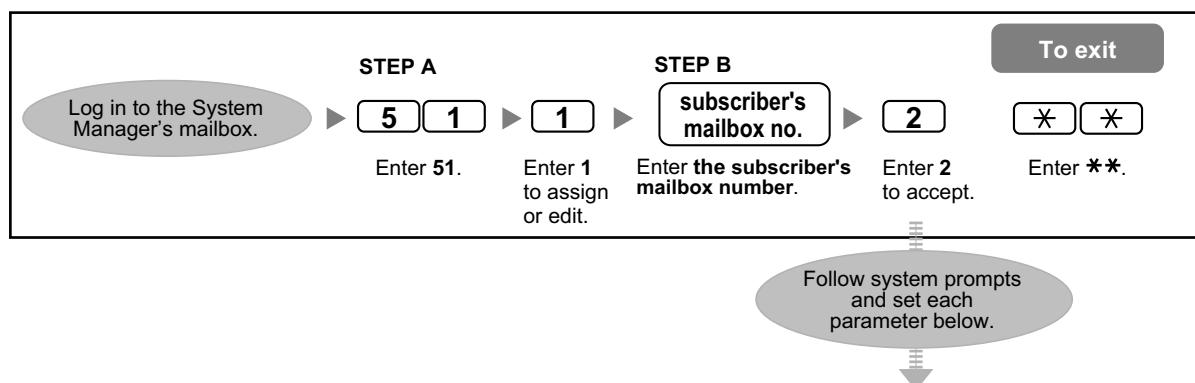 To exit
STEP A
STEP B
Log in to the System
Manager's mailbox.
5 1
1
subscriber's
mailbox no.
2
* *
Enter 51.
Enter 1
to assign
or edit.
Enter the subscriber's
mailbox number.
Enter 2
to accept.
Enter **.
Follow system prompts
and set each
parameter below.